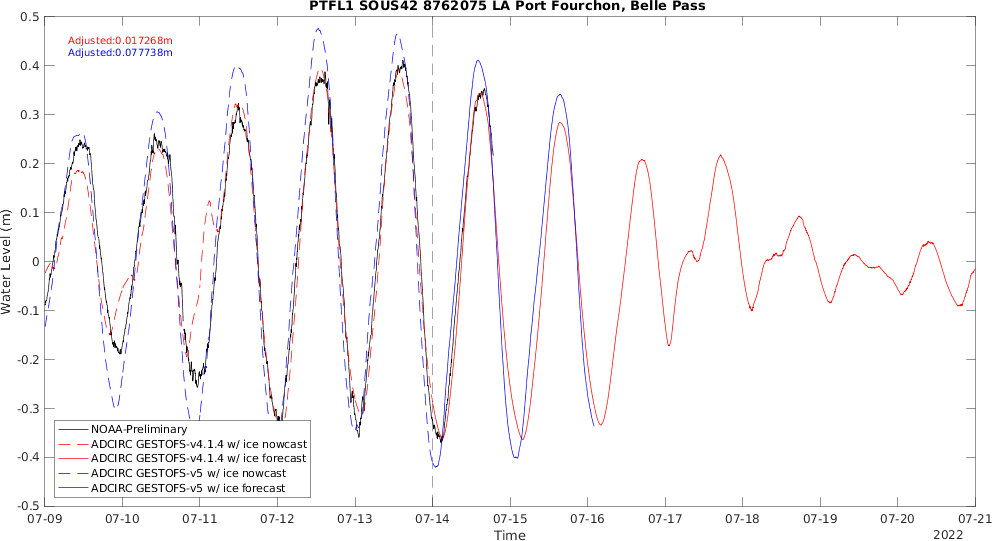 PTFL1 SOUS42 8762075 LA Port Fourchon, Belle Pass
Adjusted:0.017268m
Adjusted:0.077738m
Water Level (m)
0.5
0.4
0.3
0.2
0.1
0
-0.1
-0.2
-0.3
-0.4
-0.5
NOAA-Preliminary
ADCIRC GESTOFS-v4.1.4 w/ ice nowcast
ADCIRC GESTOFS-v4.1.4 w/ ice forecast
ADCIRC GESTOFS-v5 w/ ice nowcast
ADCIRC GESTOFS-v5 w/ ice forecast
07-09 07-10 07-11 07-12 07-13 07-14 07-15 07-16 07-17 07-18 07-19 07-20 07-21
Time
2022